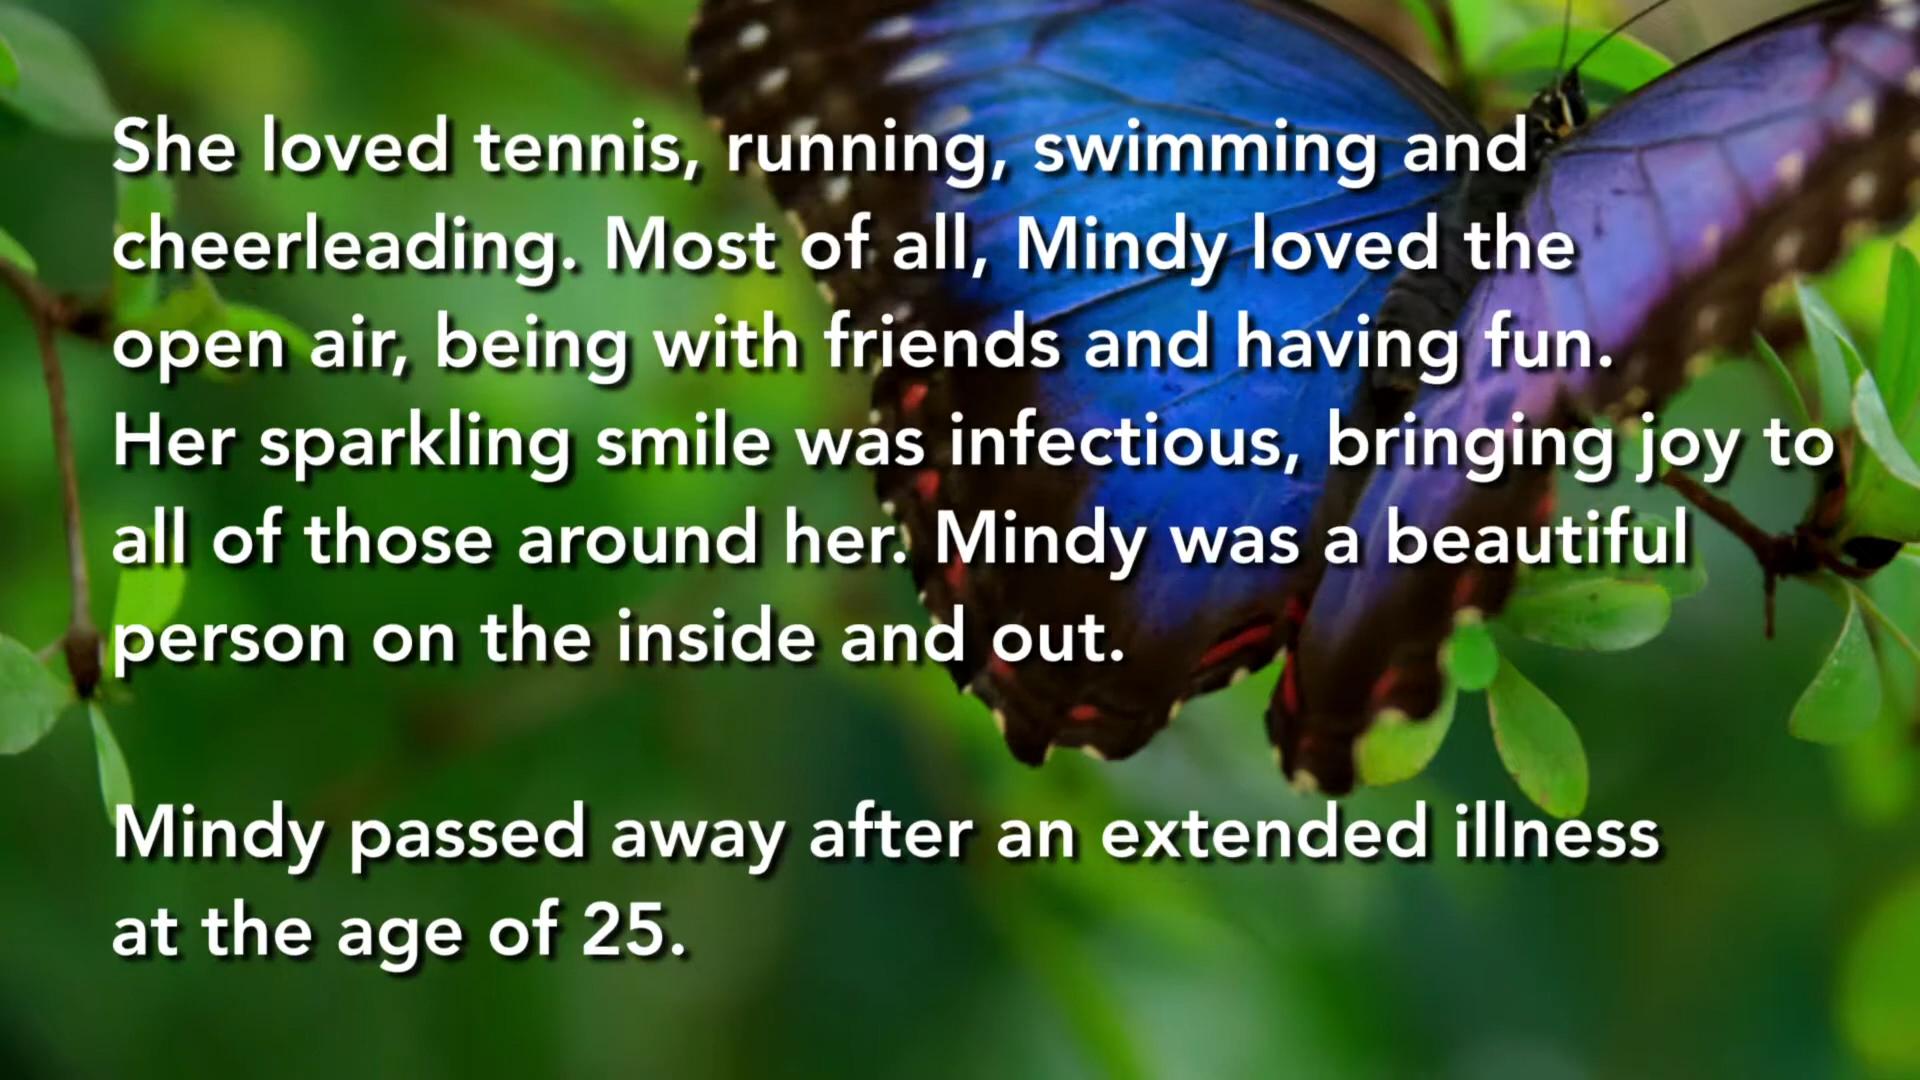 She loved tennis, running, swimming and
cheerleading. Most of all, Mindy loved the
open air, being with friends and having fun.
Her sparkling smile was infectious, bringing joy to
all of those around her. Mindy was a beautiful
person on the inside and out.
Mindy passed away after an extended illness
at the age of 25.